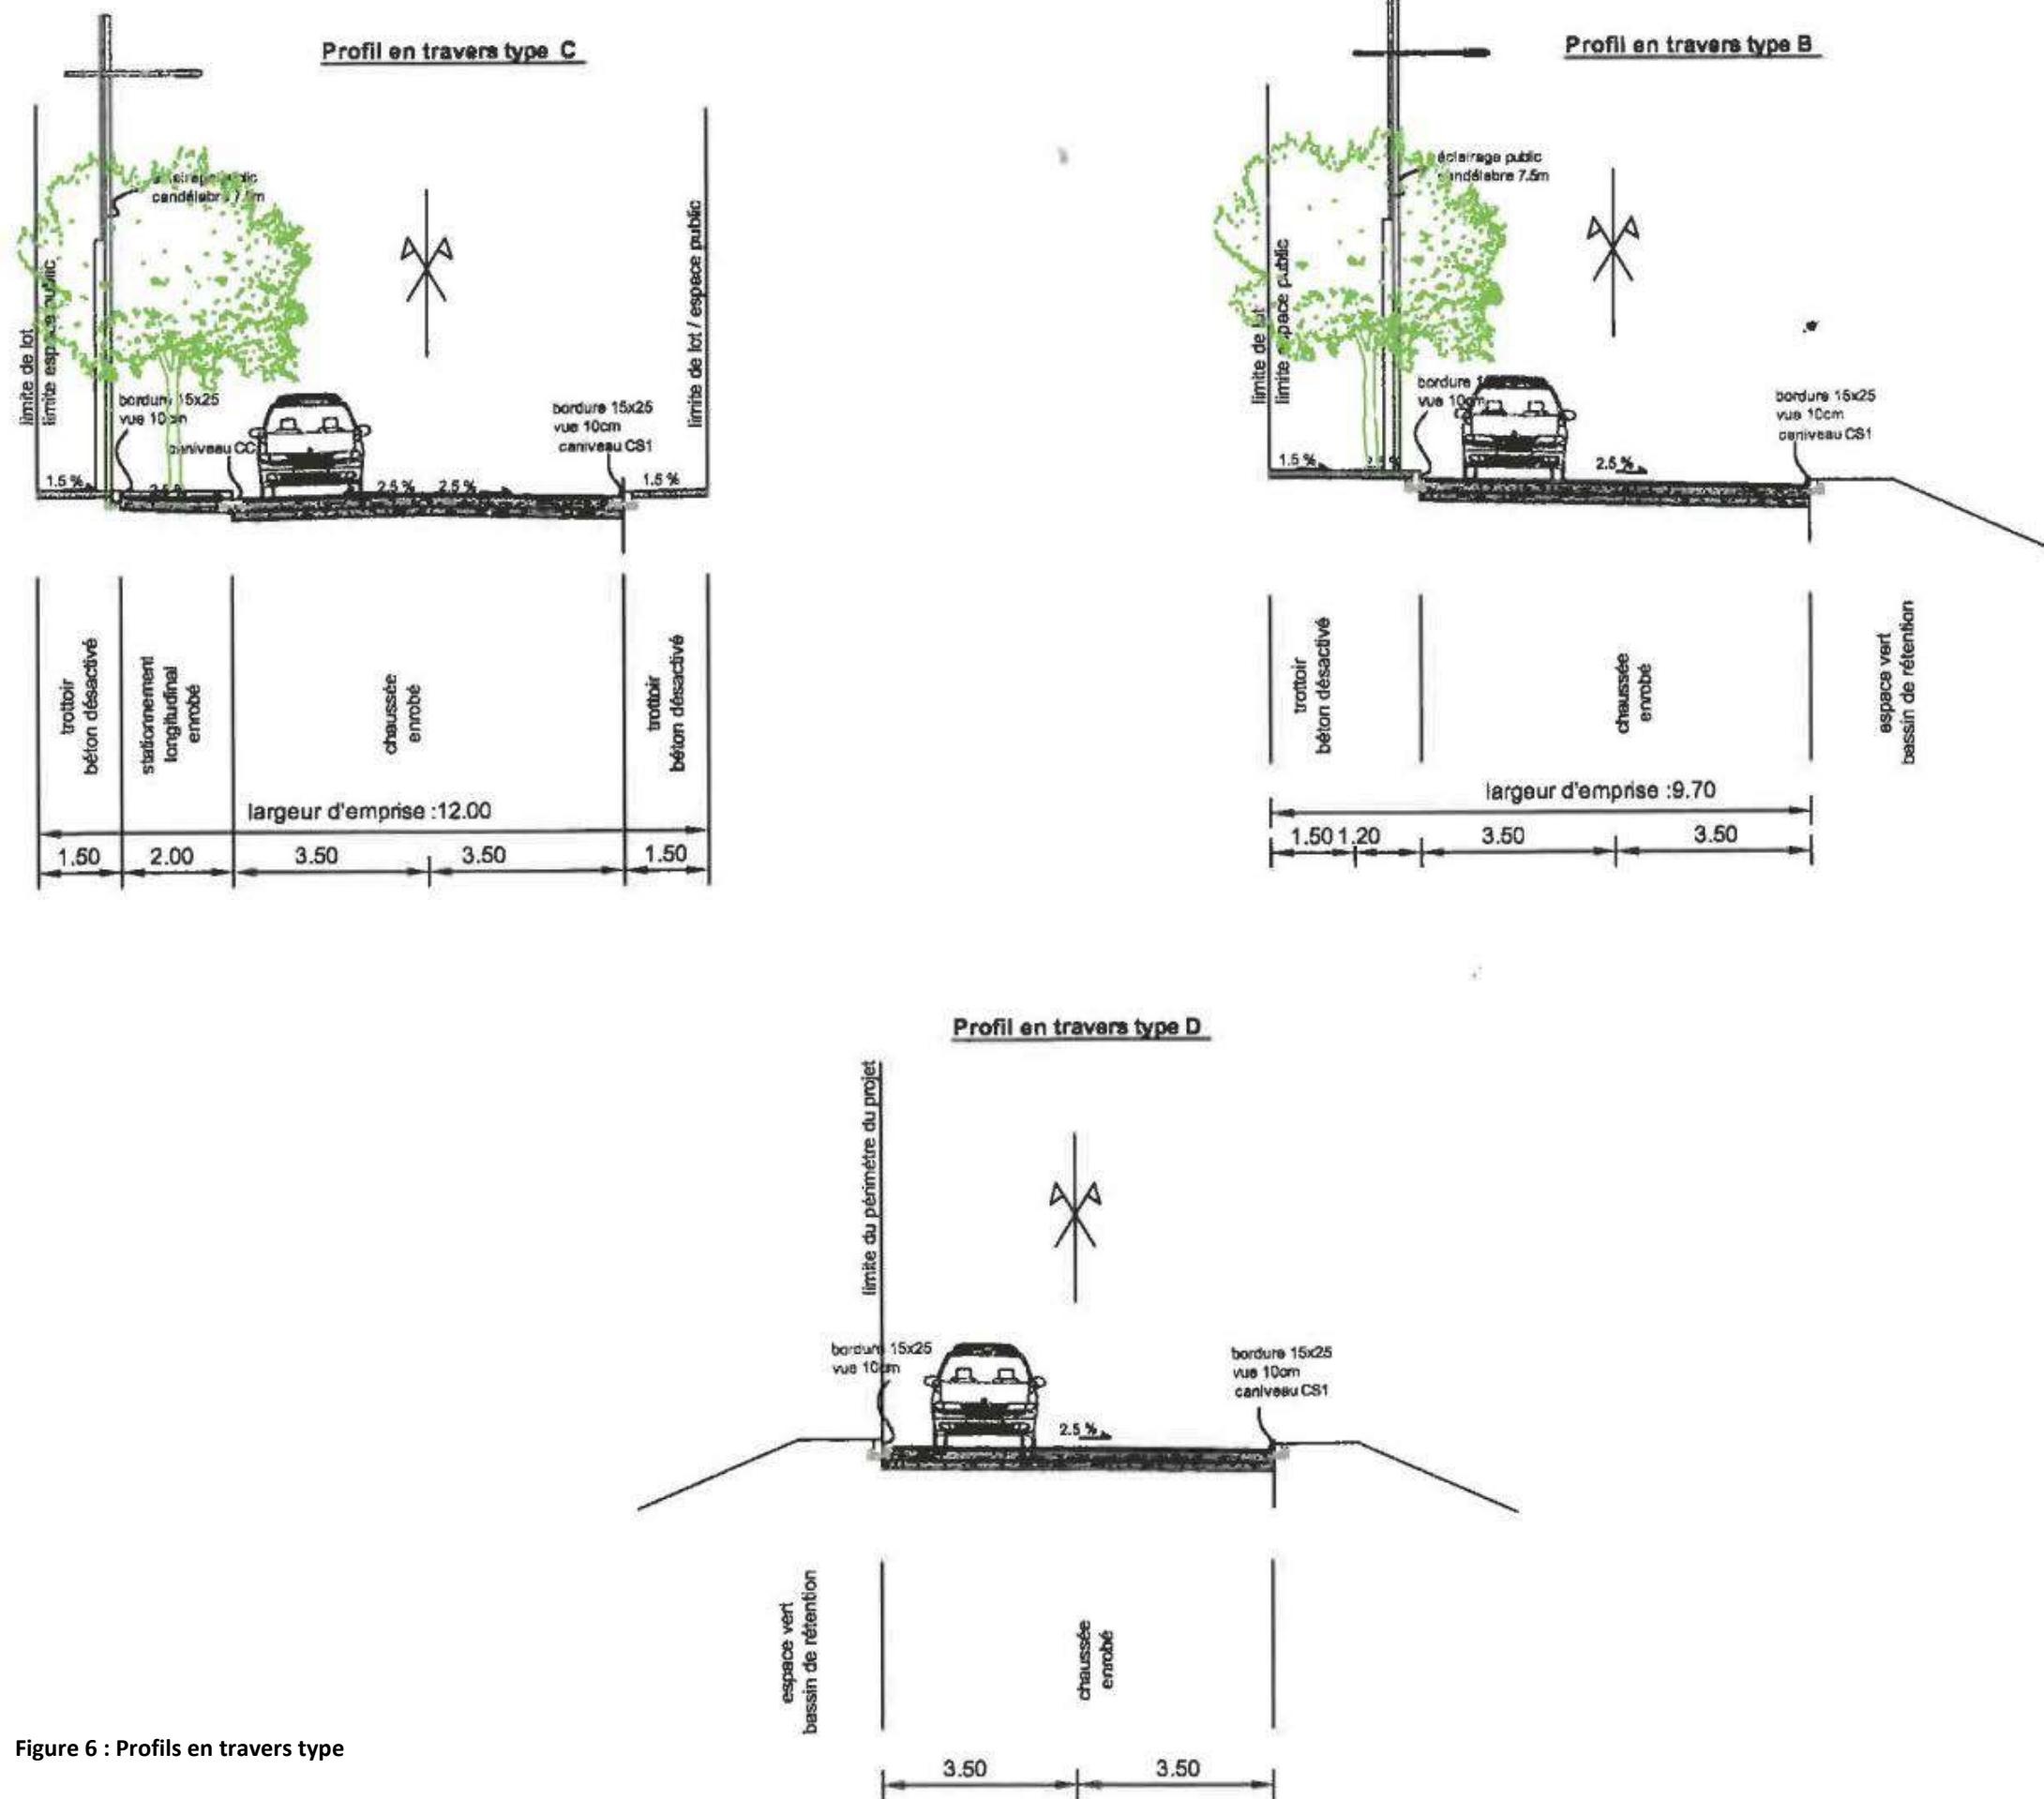 Profil en travers type C
éclairage public
candélabre 7.5m
limite de lot
limite espace public
limite de lot / espace public
bordure 15x25
vue 10cm
caniveau CC
bordure 15x25
vue 10cm
caniveau CS1
1.5 %
2.5 %
2.5 %
2.5 %
1.5 %
trottoir
béton désactivé
stationnement
longitudinal
enrobé
chaussée
enrobé
trottoir
béton désactivé
largeur d'emprise :12.00
1.50
2.00
3.50
3.50
1.50
Profil en travers type B
éclairage public
candélabre 7.5m
limite de lot
limite espace public
bordure
vue 10cm
bordure 15x25
vue 10cm
caniveau CS1
1.5 %
2.5 %
trottoir
béton désactivé
chaussée
enrobé
espace vert
bassin de rétention
largeur d'emprise :9.70
1.50
1.20
3.50
3.50
Profil en travers type D
limite du périmètre du projet
bordure 15x25
vue 10cm
bordure 15x25
vue 10cm
caniveau CS1
2.5 %
espace vert
bassin de rétention
chaussée
enrobé
3.50
3.50
Figure 6 : Profils en travers type